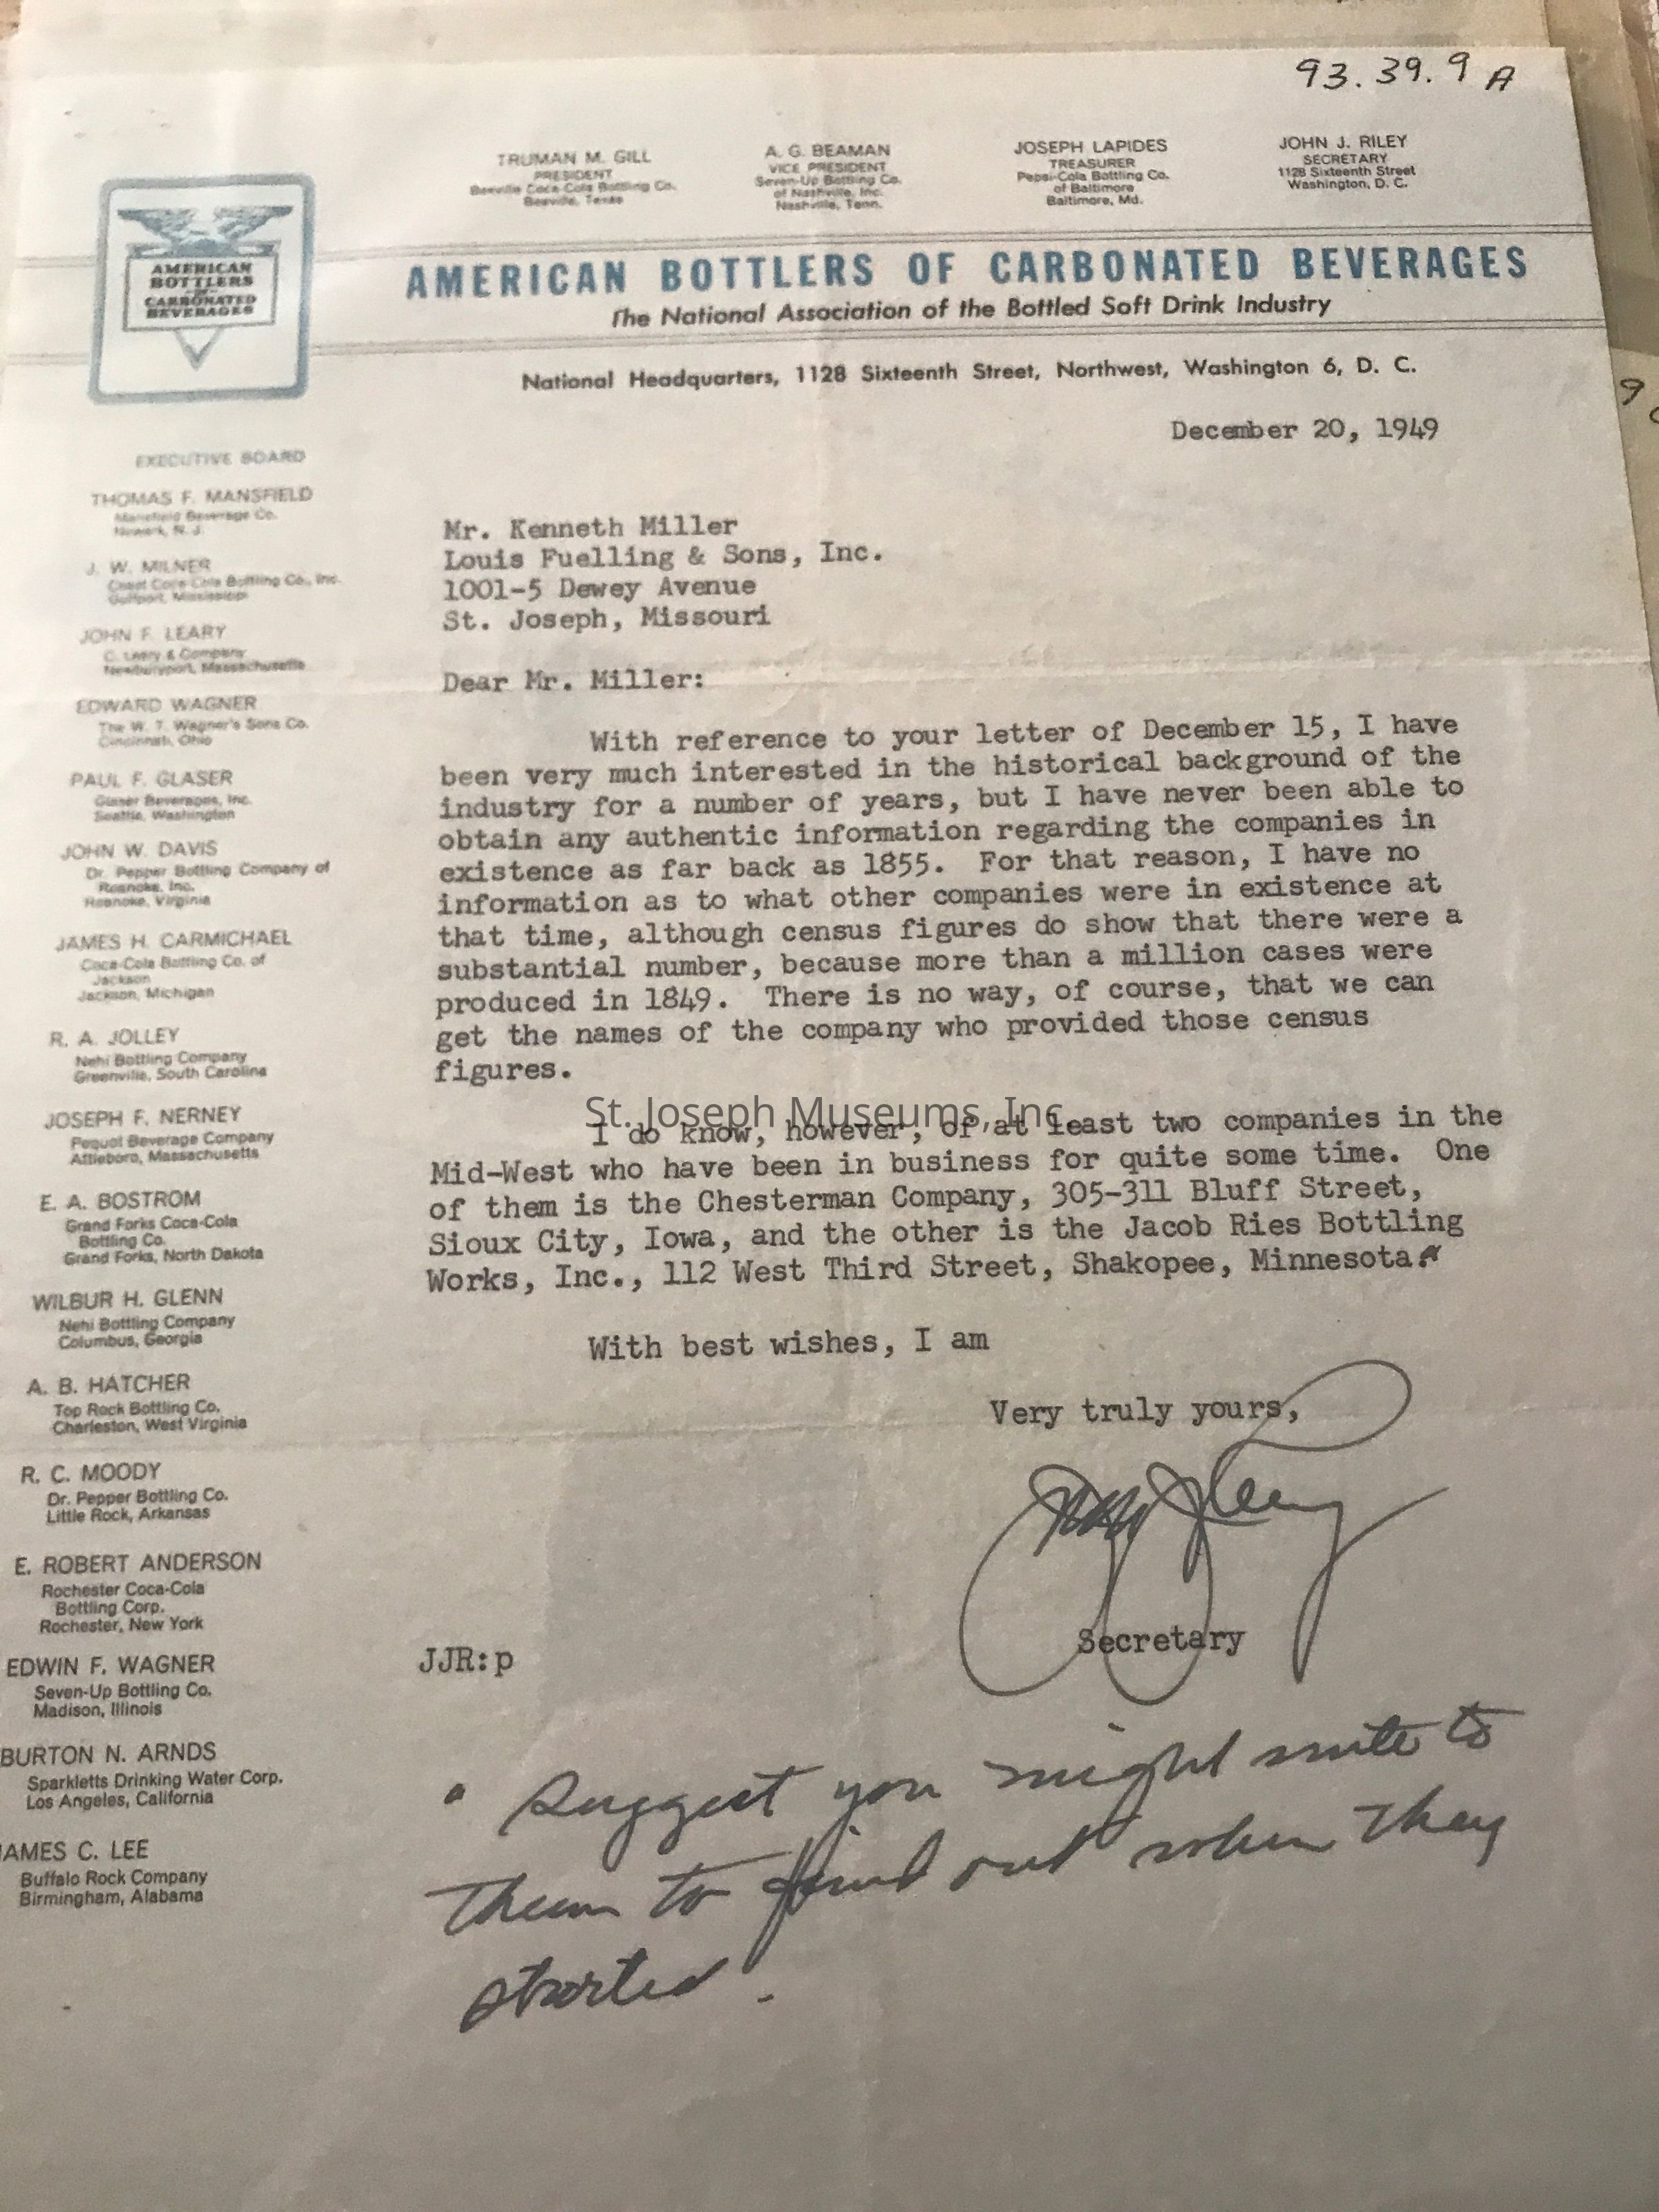 93. 39. 9 A
TRUMAN M. GILL
PRESIDENT
Beeville Coca-Cola Bottling Co.
Beeville, Texas
A. G. BEAMAN
VICE PRESIDENT
Seven-Up Bottling Co.
of Nashville, Inc.
Nashville, Tenn.
JOSEPH LAPIDES
TREASURER
Pepsi-Cola Bottling Co.
of Baltimore
Baltimore, Md.
JOHN J. RILEY
SECRETARY
1128 Sixteenth Street
Washington, D. C.
AMERICAN
BOTTLERS
OF
CARBONATED
BEVERAGES
AMERICAN BOTTLERS OF CARBONATED BEVERAGES
The National Association of the Bottled Soft Drink Industry
National Headquarters, 1128 Sixteenth Street, Northwest, Washington 6, D. C.
December 20, 1949
EXECUTIVE BOARD
THOMAS F. MANSFIELD
Mansfield Beverage Co.
Newark, N. J.
J. W. MILNER
Coast Coca-Cola Bottling Co., Inc.
Gulfport, Mississippi
JOHN F. LEARY
C. Leary & Company
Newburyport, Massachusetts
EDWARD WAGNER
The W. T. Wagner's Sons Co.
Cincinnati, Ohio
PAUL F. GLASER
Glaser Beverages, Inc.
Seattle, Washington
JOHN W. DAVIS
Dr. Pepper Bottling Company of
Roanoke, Inc.
Roanoke, Virginia
JAMES H. CARMICHAEL
Coca-Cola Bottling Co. of
Jackson
Jackson, Michigan
R. A. JOLLEY
Nehi Bottling Company
Greenville, South Carolina
JOSEPH F. NERNEY
Pequot Beverage Company
Attleboro, Massachusetts
E. A. BOSTROM
Grand Forks Coca-Cola
Bottling Co.
Grand Forks, North Dakota
WILBUR H. GLENN
Nehi Bottling Company
Columbus, Georgia
A. B. HATCHER
Top Rock Bottling Co.
Charleston, West Virginia
R. C. MOODY
Dr. Pepper Bottling Co.
Little Rock, Arkansas
E. ROBERT ANDERSON
Rochester Coca-Cola
Bottling Corp.
Rochester, New York
EDWIN F. WAGNER
Seven-Up Bottling Co.
Madison, Illinois
BURTON N. ARNDS
Sparkletts Drinking Water Corp.
Los Angeles, California
JAMES C. LEE
Buffalo Rock Company
Birmingham, Alabama
Mr. Kenneth Miller
Louis Fuelling & Sons, Inc.
1001-5 Dewey Avenue
St. Joseph, Missouri
Dear Mr. Miller:
With reference to your letter of December 15, I have
been very much interested in the historical background of the
industry for a number of years, but I have never been able to
obtain any authentic information regarding the companies in
existence as far back as 1855. For that reason, I have no
information as to what other companies were in existence at
that time, although census figures do show that there were a
substantial number, because more than a million cases were
produced in 1849. There is no way, of course, that we can
get the names of the company who provided those census
figures.
St. Joseph Museums, Inc.
I do know, however, of at least two companies in the
Mid-West who have been in business for quite some time. One
of them is the Chesterman Company, 305-311 Bluff Street,
Sioux City, Iowa, and the other is the Jacob Ries Bottling
Works, Inc., 112 West Third Street, Shakopee, Minnesota.
With best wishes, I am
Very truly yours,
John J Riley
Secretary
JJR:p
Suggest you might write to
them to find out when they
started.